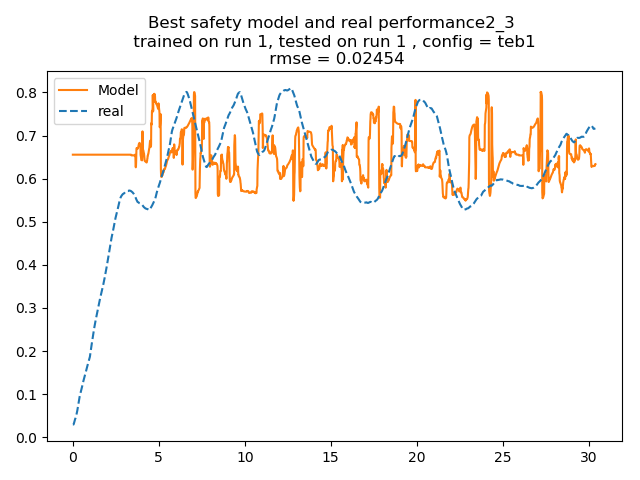 Best safety model and real performance2_3
trained on run 1, tested on run 1 , config = teb1
rmse = 0.02454
Model
real
0.8
0.7
0.6
0.5
0.4
0.3
0.2
0.1
0.0
0 5 10 15 20 25 30